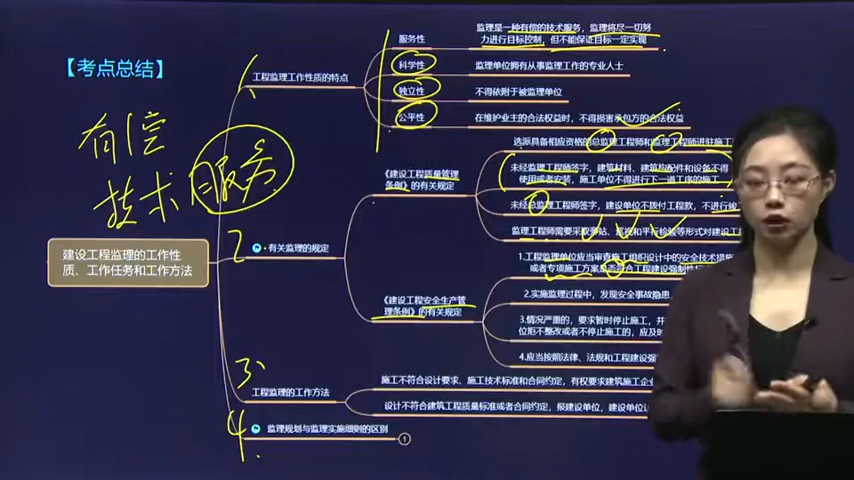 【考点总结】
有偿
技术服务
建设工程监理的工作性
质、工作任务和工作方法
1
工程监理工作性质的特点
服务性
监理是一种有偿的技术服务，监理将尽一切努
力进行目标控制，但不能保证目标一定实现
科学性
监理单位拥有从事监理工作的专业人士
独立性
不得依附于被监理单位
公平性
在维护业主的合法权益时，不得损害承包方的合法权益
2
有关监理的规定
《建设工程质量管理
条例》的有关规定
选派具备相应资格的总监理工程师和监理工程师进驻施工
未经监理工程师签字，建筑材料、建筑构配件和设备不得
使用或者安装，施工单位不得进行下一道工序的施工
未经总监理工程师签字，建设单位不拨付工程款，不进行竣工
监理工程师需要采取旁站、巡视和平行检验等形式对建设工
《建设工程安全生产管
理条例》的有关规定
1.工程监理单位应当审查施工组织设计中的安全技术措施
或者专项施工方案是否符合工程建设强制性标
2.实施监理过程中，发现安全事故隐患，
3.情况严重的，要求暂时停止施工，并
位拒不整改或者不停止施工的，应及时
4.应当按照法律、法规和工程建设强
3
工程监理的工作方法
施工不符合设计要求、施工技术标准和合同约定，有权要求建筑施工企业
设计不符合建筑工程质量标准或者合同约定，报建设单位，建设单位
4.
监理规划与监理实施细则的区别
1